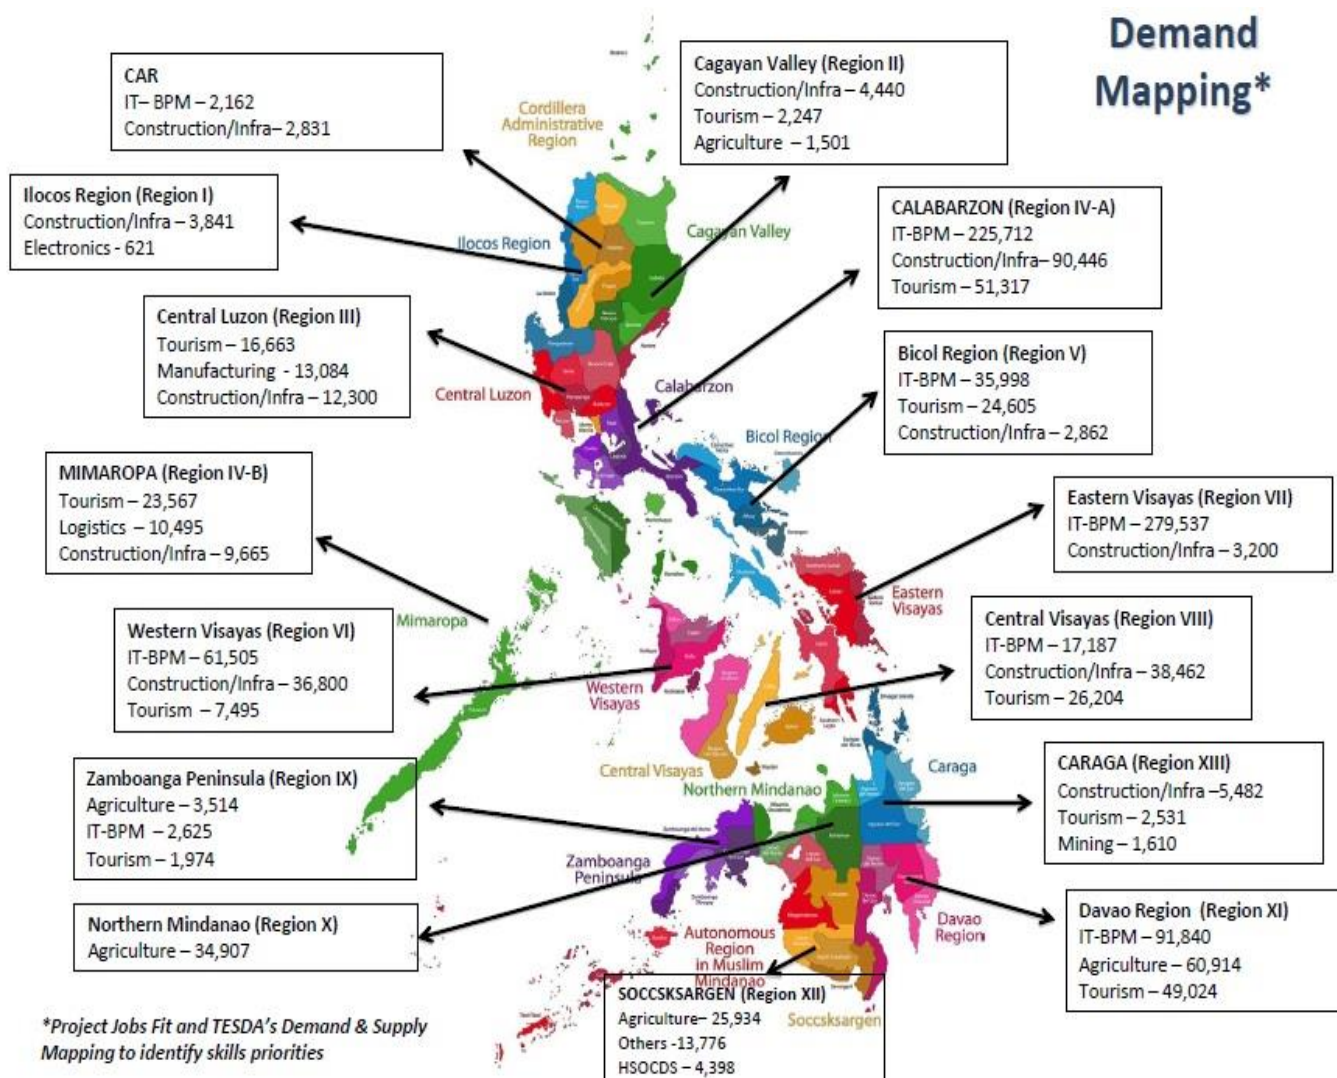 Demand
Mapping*
CAR
IT– BPM – 2,162
Construction/Infra– 2,831
Cagayan Valley (Region II)
Construction/Infra – 4,440
Tourism – 2,247
Agriculture – 1,501
Cordillera
Administrative
Region
Ilocos Region (Region I)
Construction/Infra – 3,841
Electronics - 621
Ilocos Region
Cagayan Valley
CALABARZON (Region IV-A)
IT-BPM – 225,712
Construction/Infra– 90,446
Tourism – 51,317
Central Luzon (Region III)
Tourism – 16,663
Manufacturing - 13,084
Construction/Infra – 12,300
Central Luzon
Calabarzon
Bicol Region (Region V)
IT-BPM – 35,998
Tourism – 24,605
Construction/Infra – 2,862
Bicol Region
MIMAROPA (Region IV-B)
Tourism – 23,567
Logistics – 10,495
Construction/Infra – 9,665
Eastern Visayas (Region VII)
IT-BPM – 279,537
Construction/Infra – 3,200
Eastern
Visayas
Mimaropa
Western Visayas (Region VI)
IT-BPM – 61,505
Construction/Infra – 36,800
Tourism – 7,495
Western
Visayas
Central Visayas (Region VIII)
IT-BPM – 17,187
Construction/Infra – 38,462
Tourism – 26,204
Central Visayas
Zamboanga Peninsula (Region IX)
Agriculture – 3,514
IT-BPM – 2,625
Tourism – 1,974
Northern Mindanao
Caraga
CARAGA (Region XIII)
Construction/Infra –5,482
Tourism – 2,531
Mining – 1,610
Zamboanga
Peninsula
Northern Mindanao (Region X)
Agriculture – 34,907
Autonomous
Region
in Muslim
Mindanao
Davao
Region
Davao Region (Region XI)
IT-BPM – 91,840
Agriculture – 60,914
Tourism – 49,024
SOCCSKSARGEN (Region XII)
Agriculture– 25,934
Others -13,776
HSOCDS – 4,398
Soccsksargen
*Project Jobs Fit and TESDA's Demand & Supply
Mapping to identify skills priorities